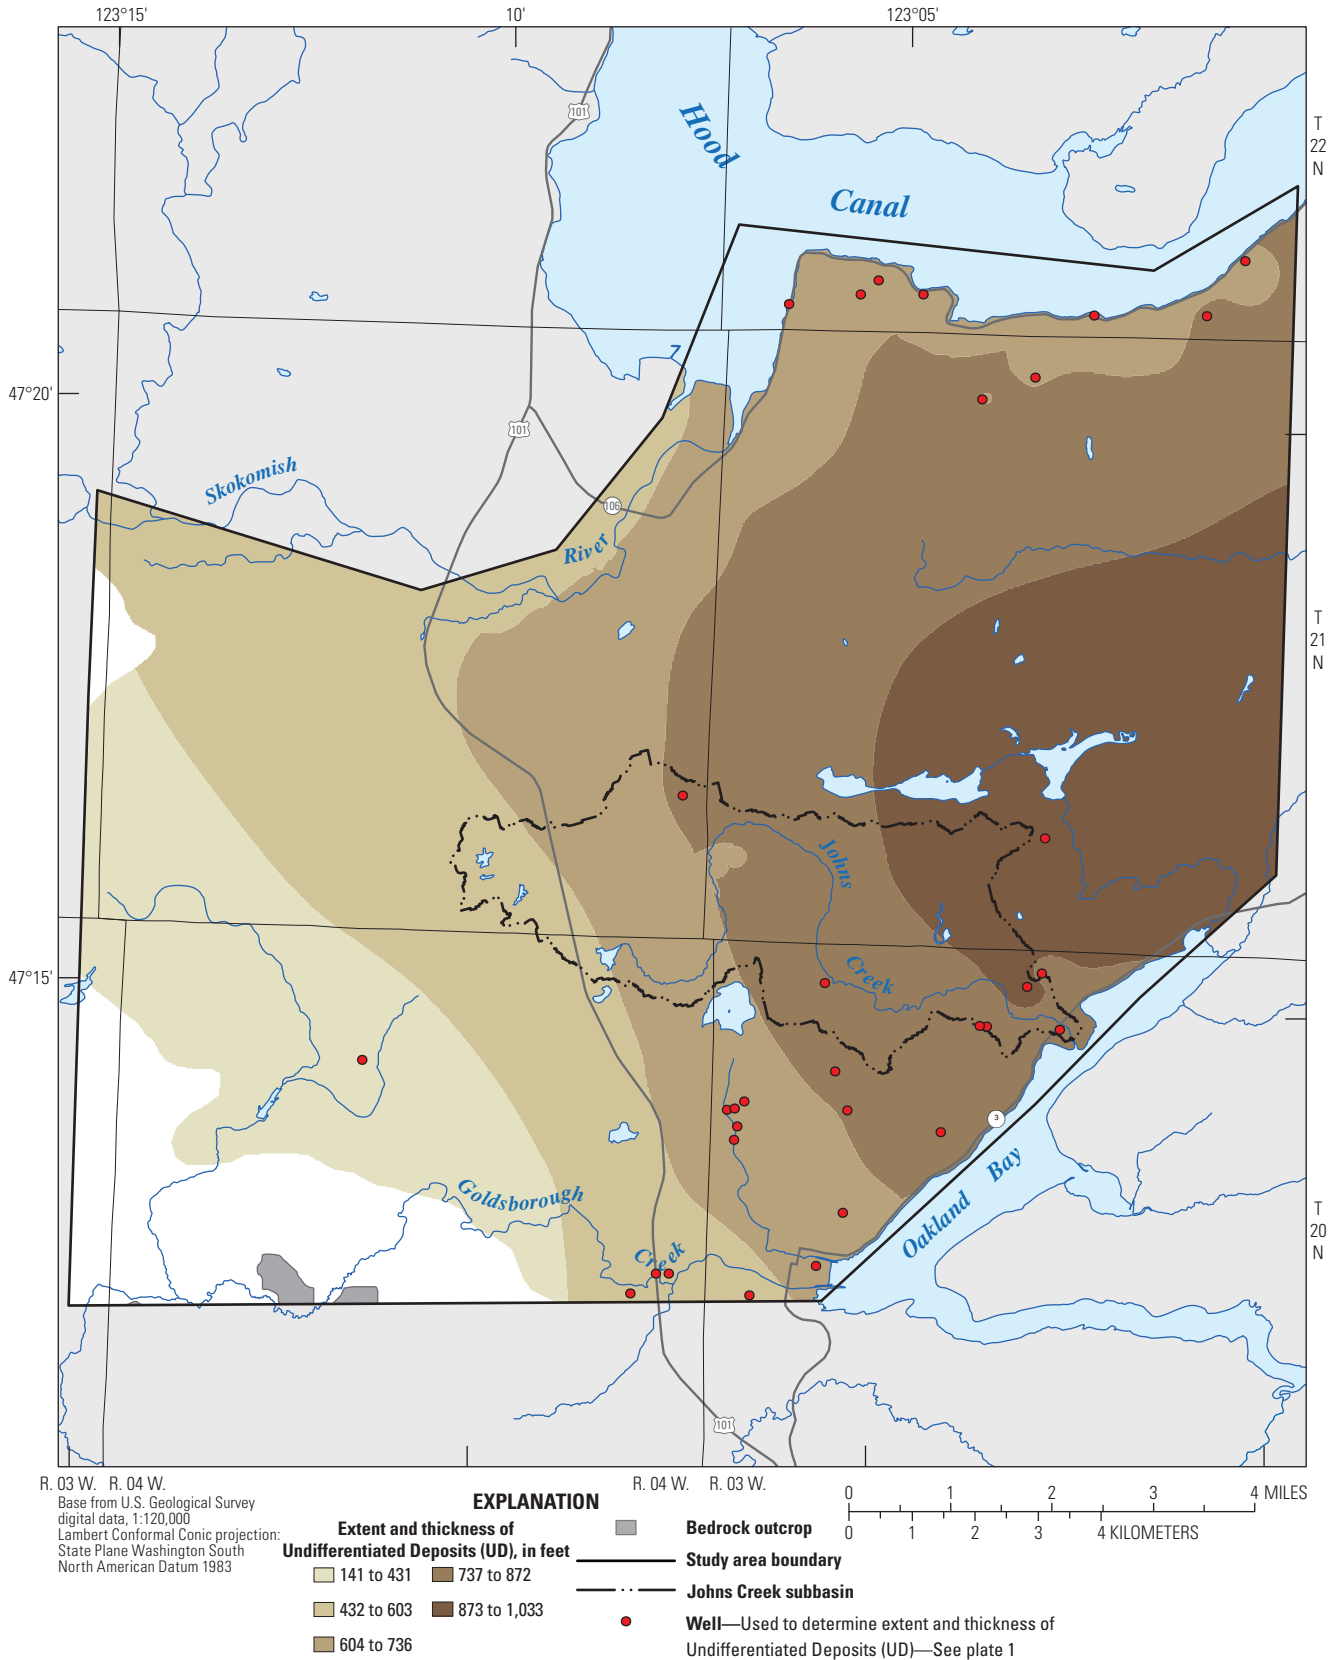 123°15'
10'
123°05'
101
Hood
Canal
T
22
N
47°20'
101
Skokomish
106
River
T
21
N
Johns
47°15'
Creek
3
Goldsborough
Creek
Oakland Bay
T
20
N
101
R. 03 W. R. 04 W.
R. 04 W. R. 03 W.
Base from U.S. Geological Survey
digital data, 1:120,000
Lambert Conformal Conic projection:
State Plane Washington South
North American Datum 1983
EXPLANATION
Extent and thickness of
Undifferentiated Deposits (UD), in feet
141 to 431
432 to 603
604 to 736
737 to 872
873 to 1,033
Bedrock outcrop
Study area boundary
Johns Creek subbasin
Well—Used to determine extent and thickness of
Undifferentiated Deposits (UD)—See plate 1
0 1 2 3 4 MILES
0 1 2 3 4 KILOMETERS